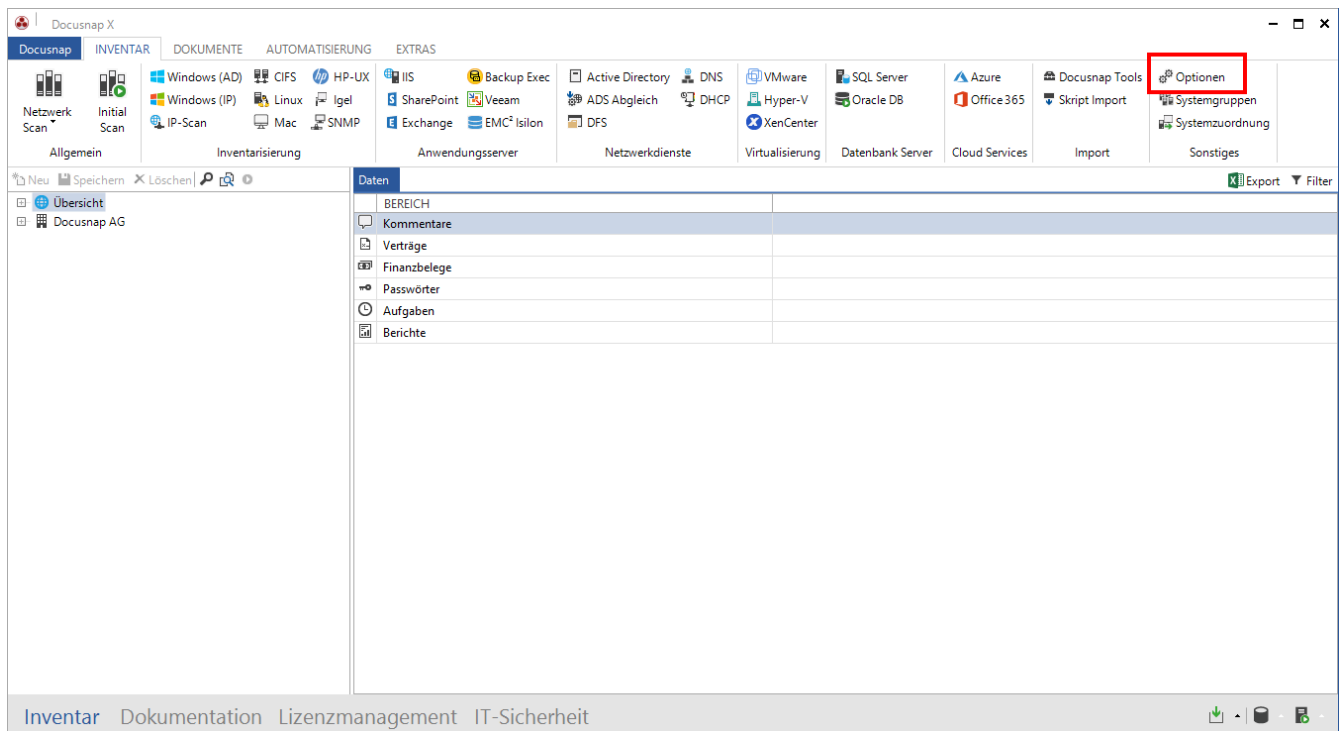 Docusnap X
Docusnap INVENTAR DOKUMENTE AUTOMATISIERUNG EXTRAS
Windows (AD) CIFS HP-UX IIS Backup Exec Active Directory DNS VMware SQL Server Azure Docusnap Tools Optionen
Windows (IP) Linux Igel SharePoint Veeam ADS Abgleich DHCP Hyper-V Oracle DB Office 365 Skript Import Systemgruppen
IP-Scan Mac SNMP Exchange EMC² Isilon DFS XenCenter Systemzuordnung
Netzwerk Scan Initial Scan
Allgemein Inventarisierung Anwendungsserver Netzwerkdienste Virtualisierung Datenbank Server Cloud Services Import Sonstiges
Neu Speichern Löschen Daten Export Filter
Übersicht
Docusnap AG
BEREICH
Kommentare
Verträge
Finanzbelege
Passwörter
Aufgaben
Berichte
Inventar Dokumentation Lizenzmanagement IT-Sicherheit